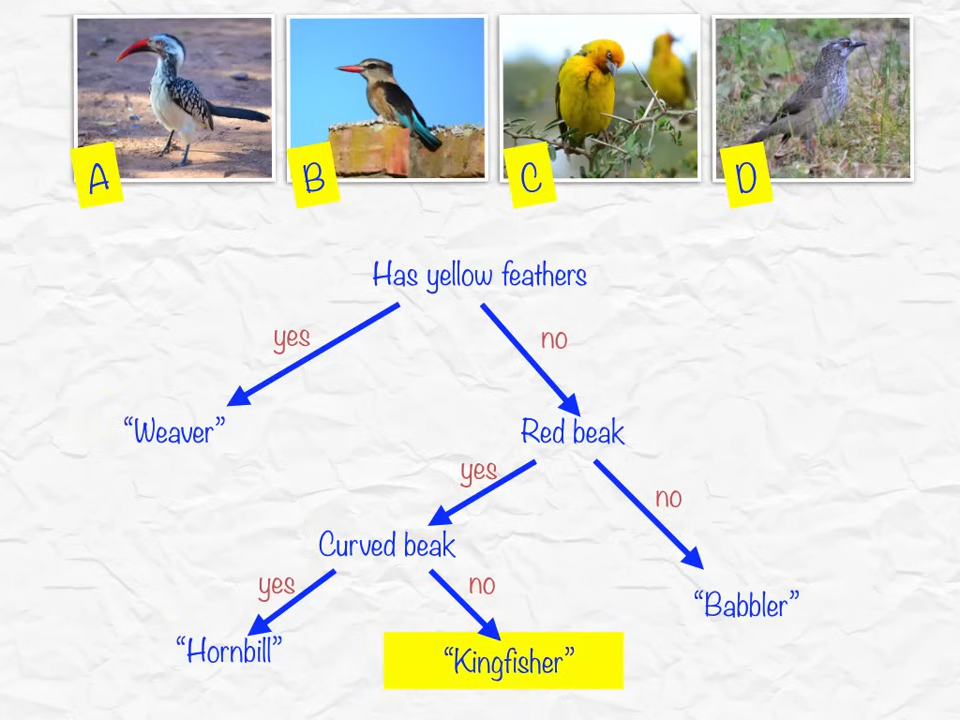 A
B
C
D
Has yellow feathers
yes
no
“Weaver”
Red beak
yes
no
Curved beak
yes
no
“Babbler”
“Hornbill”
“Kingfisher”